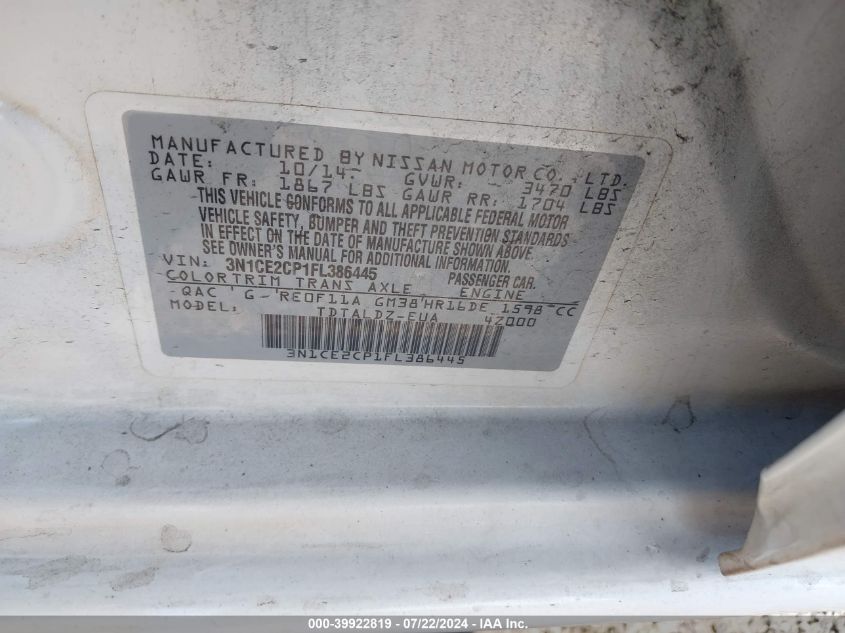 MANUFACTURED BY NISSAN MOTOR CO., LTD.
DATE: 10/14 GVWR: 3470 LBS
GAWR FR: 1867 LBS GAWR RR: 1704 LBS
THIS VEHICLE CONFORMS TO ALL APPLICABLE FEDERAL MOTOR
VEHICLE SAFETY, BUMPER AND THEFT PREVENTION STANDARDS
IN EFFECT ON THE DATE OF MANUFACTURE SHOWN ABOVE.
SEE OWNER'S MANUAL FOR ADDITIONAL INFORMATION.
VIN: 3N1CE2CP1FL386445 PASSENGER CAR.
COLOR TRIM TRANS AXLE ENGINE
QAC G RE0F11A GM38 HR16DE 1598 CC
MODEL: TDTALDZ-EUA 42000
3N1CE2CP1FL386445
000-39922819 - 07/22/2024 - IAA Inc.